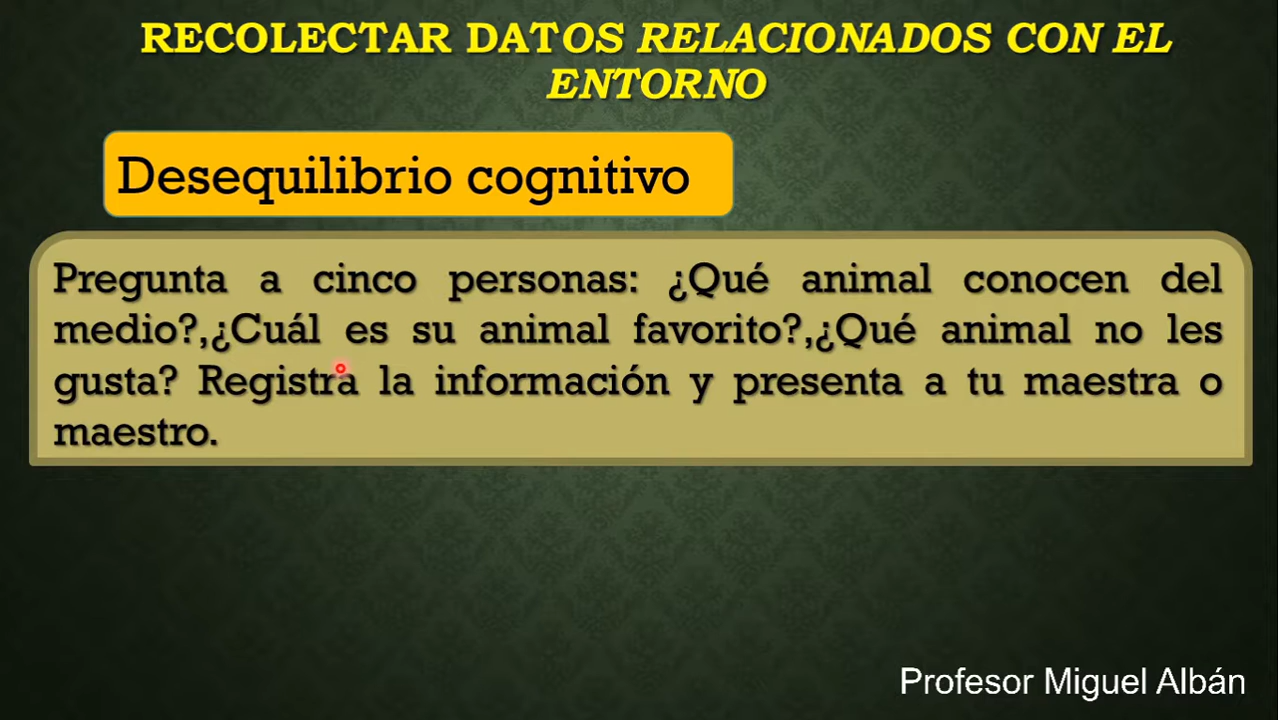 RECOLECTAR DATOS RELACIONADOS CON EL
ENTORNO
Desequilibrio cognitivo
Pregunta a cinco personas: ¿Qué animal conocen del
medio?,¿Cuál es su animal favorito?,¿Qué animal no les
gusta? Registra la información y presenta a tu maestra o
maestro.
Profesor Miguel Albán